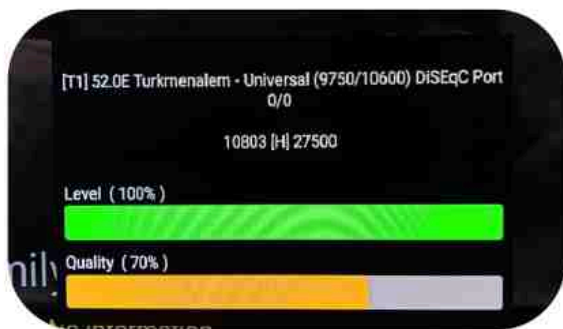 [T1] 52.0E Turkmenalem - Universal (9750/10600) DiSEqC Port
0/0
10803 [H] 27500
Level ( 100% )
Quality ( 70% )